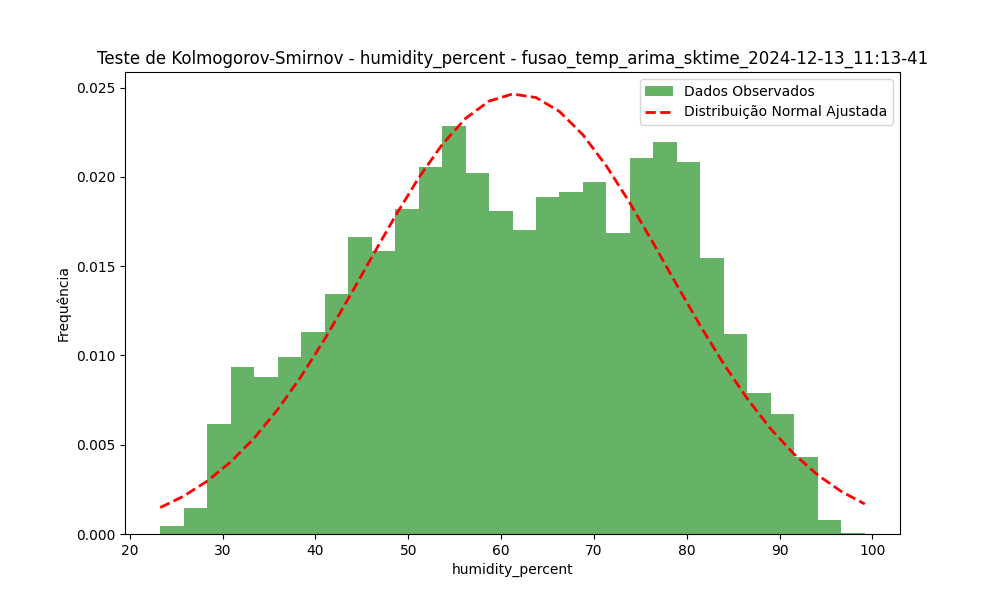 Teste de Kolmogorov-Smirnov - humidity_percent - fusao_temp_arima_sktime_2024-12-13_11:13-41
Dados Observados
Distribuição Normal Ajustada
0.025
0.020
0.015
0.010
0.005
0.000
Frequência
20 30 40 50 60 70 80 90 100
humidity_percent